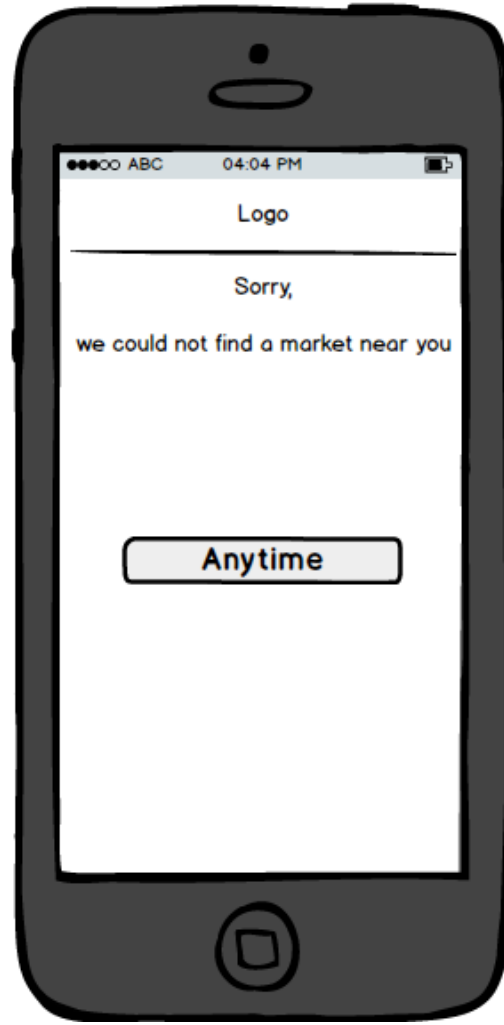 ABC 04:04 PM
Logo
Sorry,
we could not find a market near you
Anytime